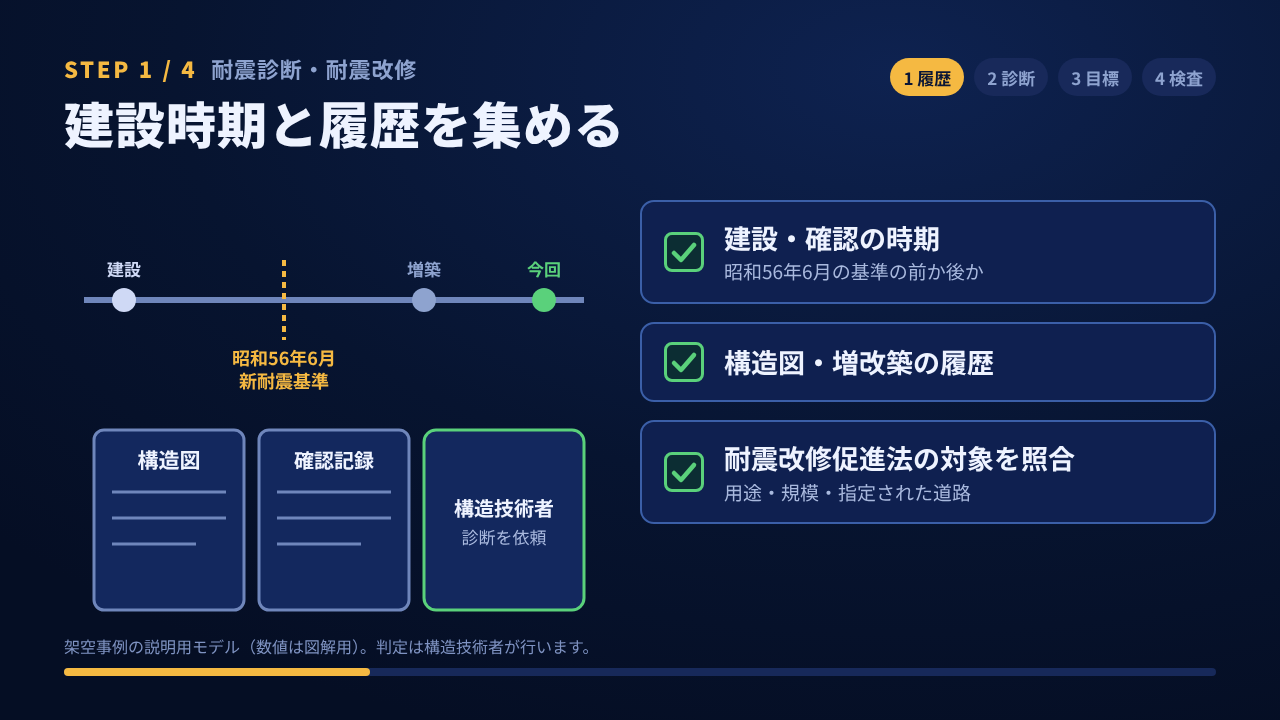 STEP 1 / 4 耐震診断・耐震改修
建設時期と履歴を集める
1 履歴
2 診断
3 目標
4 検査
建設
増築
今回
昭和56年6月
新耐震基準
構造図
確認記録
構造技術者
診断を依頼
建設・確認の時期
昭和56年6月の基準の前か後か
構造図・増改築の履歴
耐震改修促進法の対象を照合
用途・規模・指定された道路
架空事例の説明用モデル（数値は図解用）。判定は構造技術者が行います。